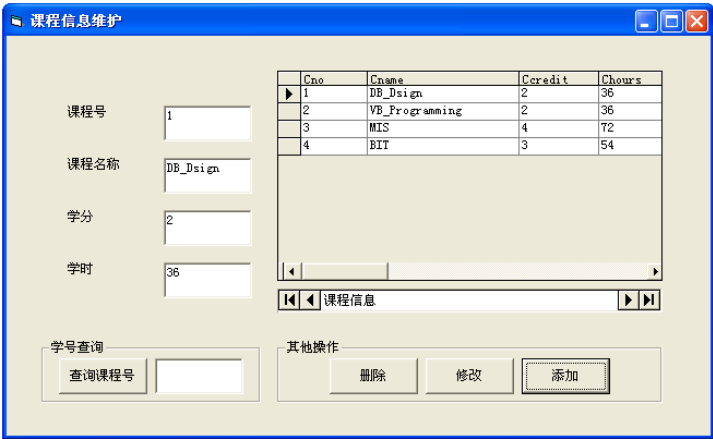 课程信息维护
Cno Cname Ccredit Chours
1 DB_Dsign 2 36
2 VB_Programming 2 36
3 MIS 4 72
4 BIT 3 54
课程号 1
课程名称 DB_Dsign
学分 2
学时 36
课程信息
学号查询
查询课程号
其他操作
删除 修改 添加